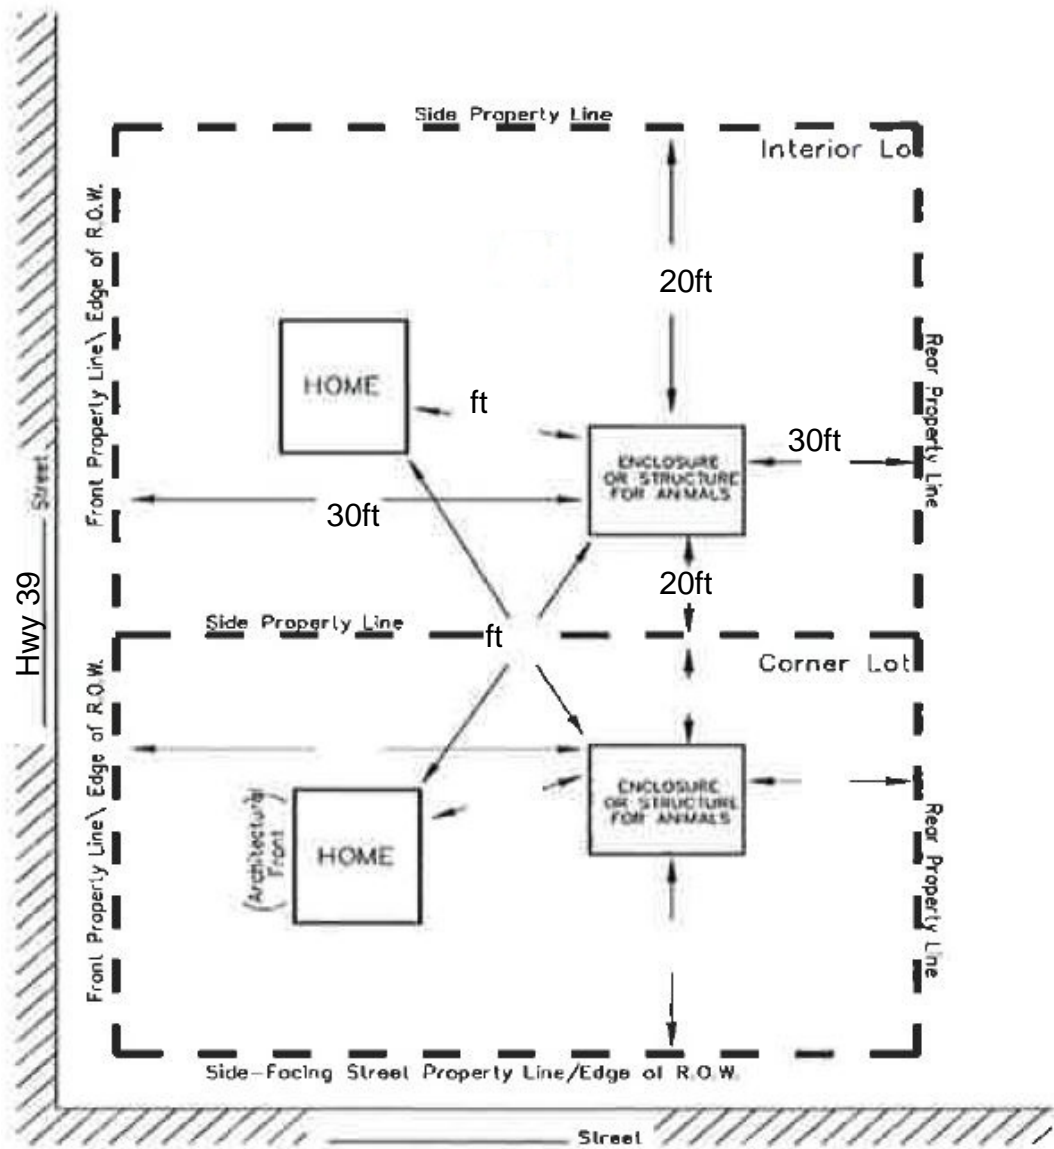 Side Property Line
Interior Lo
Front Property Line\ Edge of R.O.W.
20ft
HOME
ft
Rear Property Line
ENCLOSURE
OR STRUCTURE
FOR ANIMALS
30ft
30ft
20ft
Street
Hwy 39
Side Property Line
ft
Corner Lot
Front Property Line\ Edge of R.O.W.
(Architectural
Front)
HOME
ENCLOSURE
OR STRUCTURE
FOR ANIMALS
Rear Property Line
Side-Facing Street Property Line/Edge of R.O.W.
Street